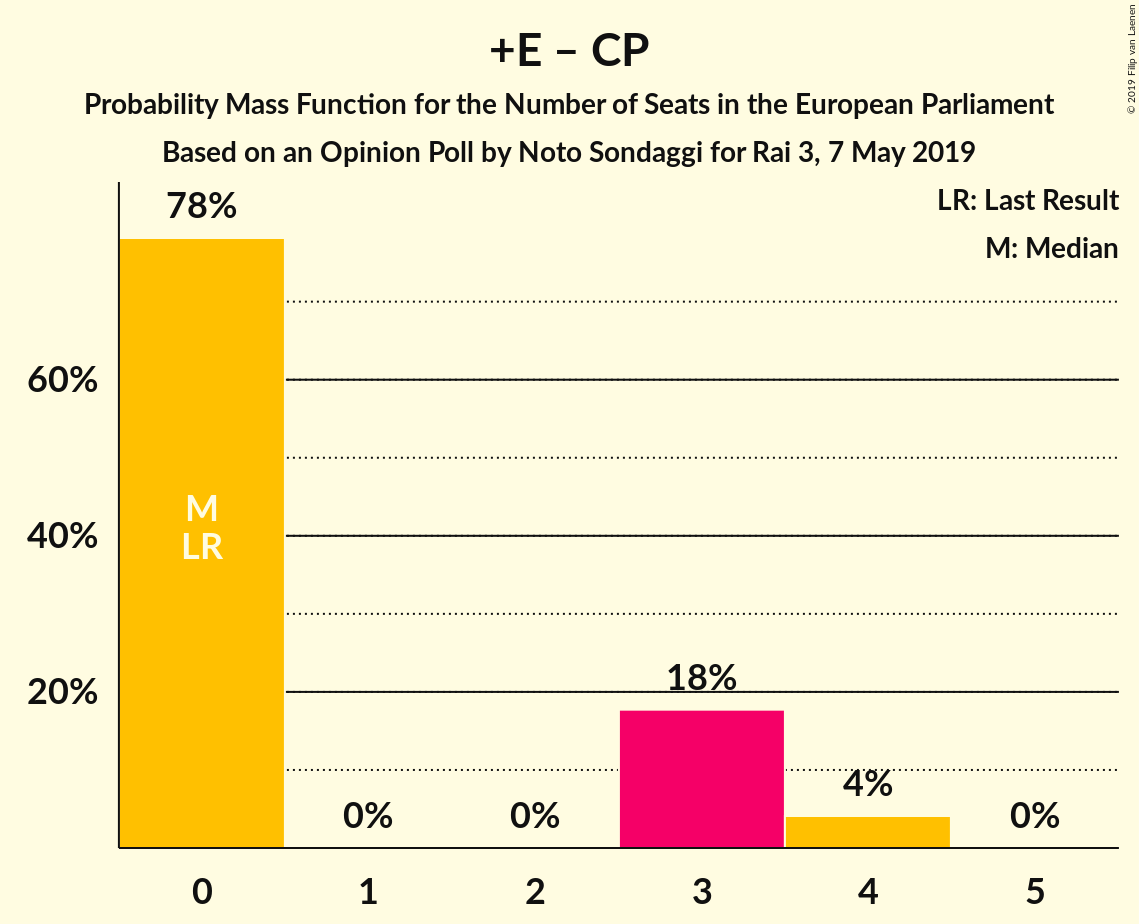 +E – CP
Probability Mass Function for the Number of Seats in the European Parliament
Based on an Opinion Poll by Noto Sondaggi for Rai 3, 7 May 2019
© 2019 Filip van Laenen
LR: Last Result
M: Median
78%
60%
40%
20%
M
LR
0%
0%
18%
4%
0%
0
1
2
3
4
5